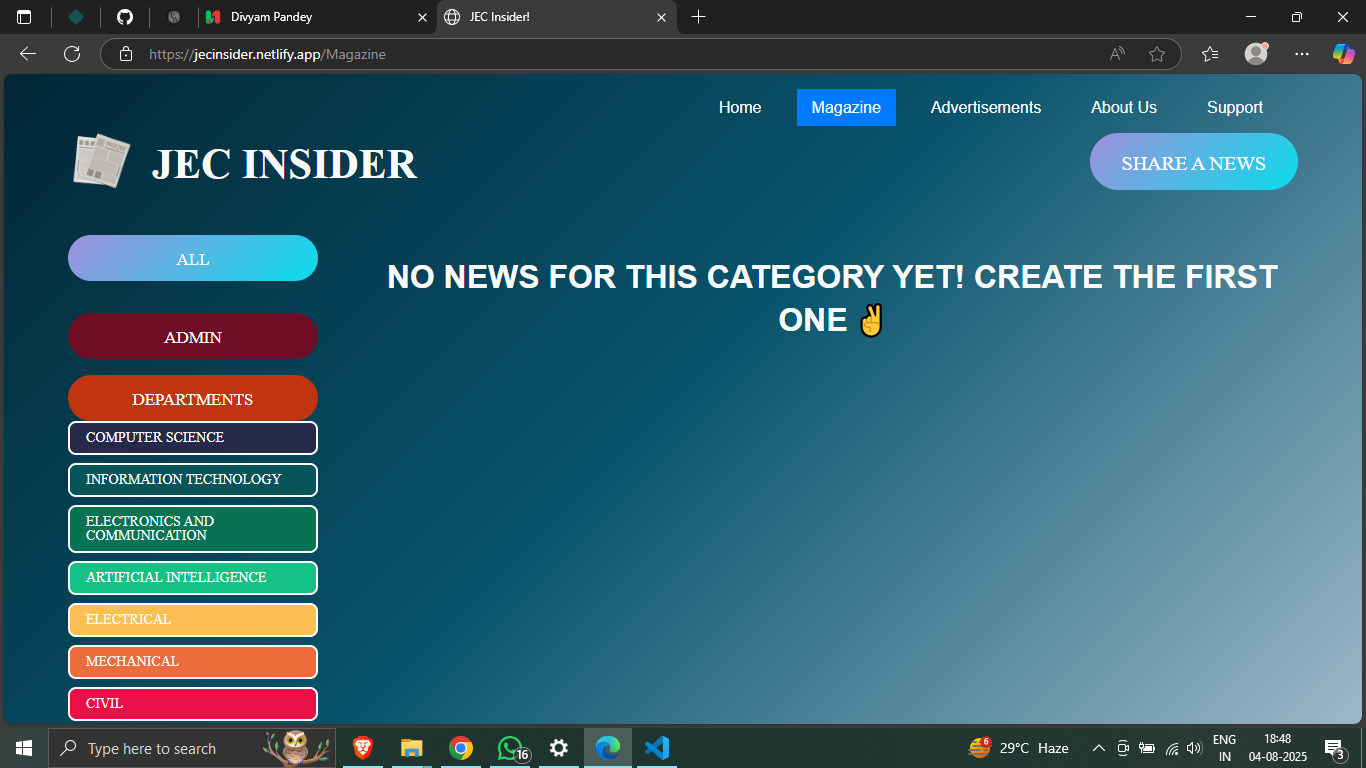 Divyam Pandey
JEC Insider!
https://jecinsider.netlify.app/Magazine
Home
Magazine
Advertisements
About Us
Support
JEC INSIDER
SHARE A NEWS
ALL
NO NEWS FOR THIS CATEGORY YET! CREATE THE FIRST
ONE ✌️
ADMIN
DEPARTMENTS
COMPUTER SCIENCE
INFORMATION TECHNOLOGY
ELECTRONICS AND
COMMUNICATION
ARTIFICIAL INTELLIGENCE
ELECTRICAL
MECHANICAL
CIVIL
Type here to search
16
6
29°C Haze
ENG
IN
18:48
04-08-2025
3